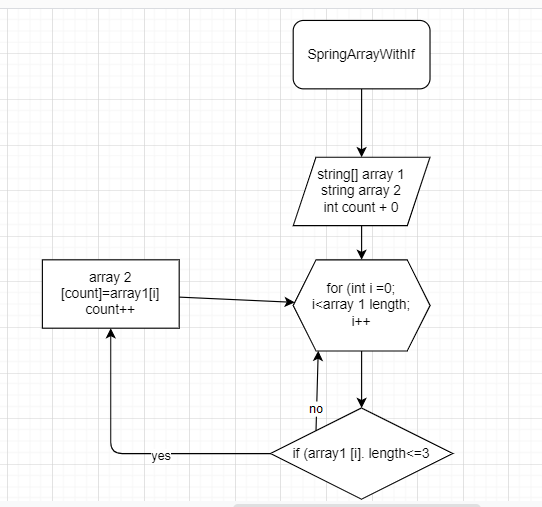 SpringArrayWithIf
string[] array 1
string array 2
int count + 0
array 2
[count]=array1[i]
count++
for (int i =0;
i<array 1 length;
i++
no
if (array1 [i]. length<=3
yes